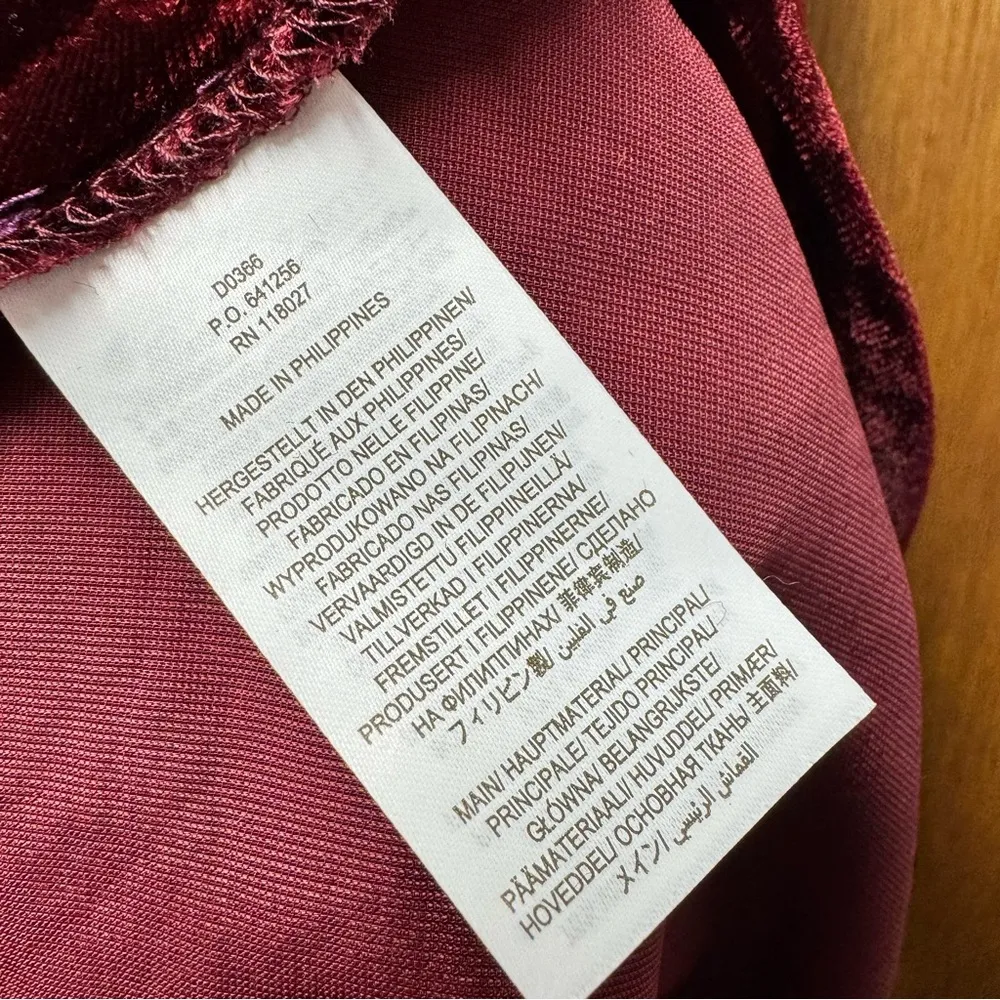 D0366
P.O. 641256
RN 118027
MADE IN PHILIPPINES
HERGESTELLT IN DEN PHILIPPINEN/
FABRIQUÉ AUX PHILIPPINES/
PRODOTTO NELLE FILIPPINE/
FABRICADO EN FILIPINAS/
WYPRODUKOWANO NA FILIPINACH/
FABRICADO NAS FILIPINAS/
VERVAARDIGD IN DE FILIPIJNEN/
VALMISTETTU FILIPPIINEILLÄ/
TILLVERKAD I FILIPPINERNA/
FREMSTILLET I FILIPPINERNE/
PRODUSERT I FILIPPINENE/ СДЕЛАНО
НА ФИЛИППИНАХ/ 菲律宾制造/
フィリピン製/ صنع في الفلبين
MAIN/ HAUPTMATERIAL/ PRINCIPAL/
PRINCIPALE/ TEJIDO PRINCIPAL/
GŁÓWNA/ BELANGRIJKSTE/
PÄÄMATERIAALI/ HUVUDDEL/ PRIMÆR/
HOVEDDEL/ ОСНОВНАЯ ТКАНЬ/ 主面料/
メイン/ القماش الرئيسي